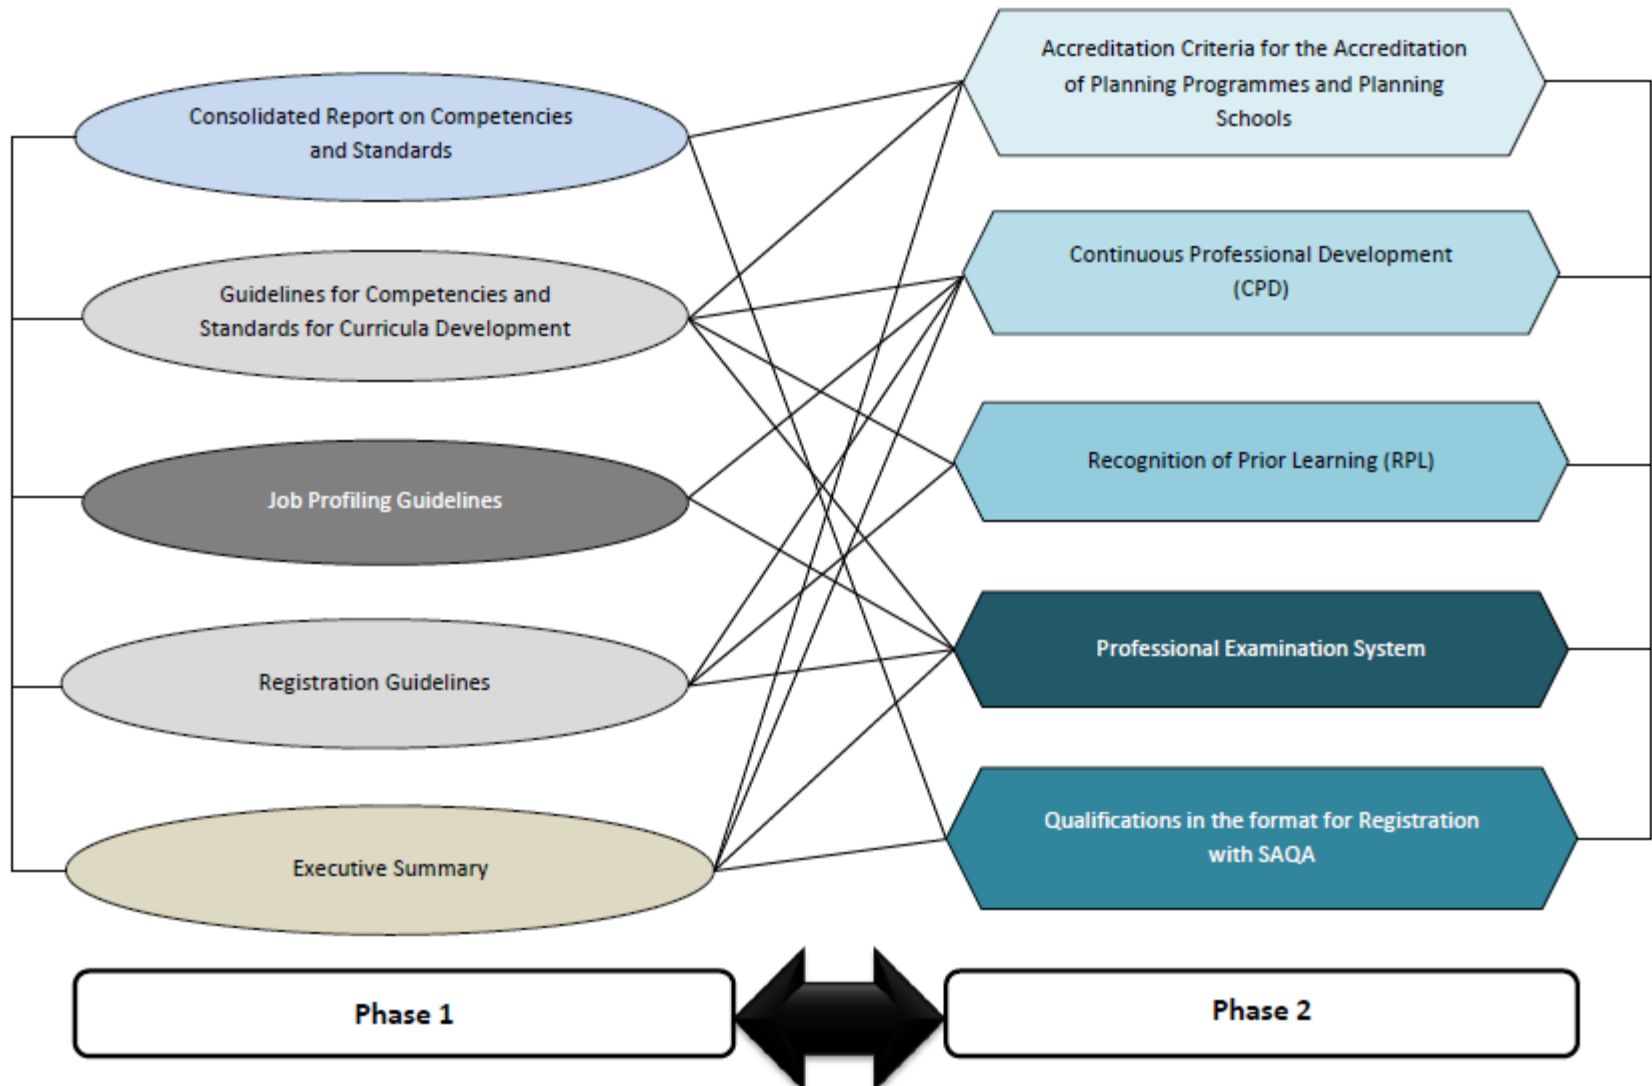 Consolidated Report on Competencies
and Standards
Guidelines for Competencies and
Standards for Curricula Development
Job Profiling Guidelines
Registration Guidelines
Executive Summary
Phase 1
Accreditation Criteria for the Accreditation
of Planning Programmes and Planning
Schools
Continuous Professional Development
(CPD)
Recognition of Prior Learning (RPL)
Professional Examination System
Qualifications in the format for Registration
with SAQA
Phase 2